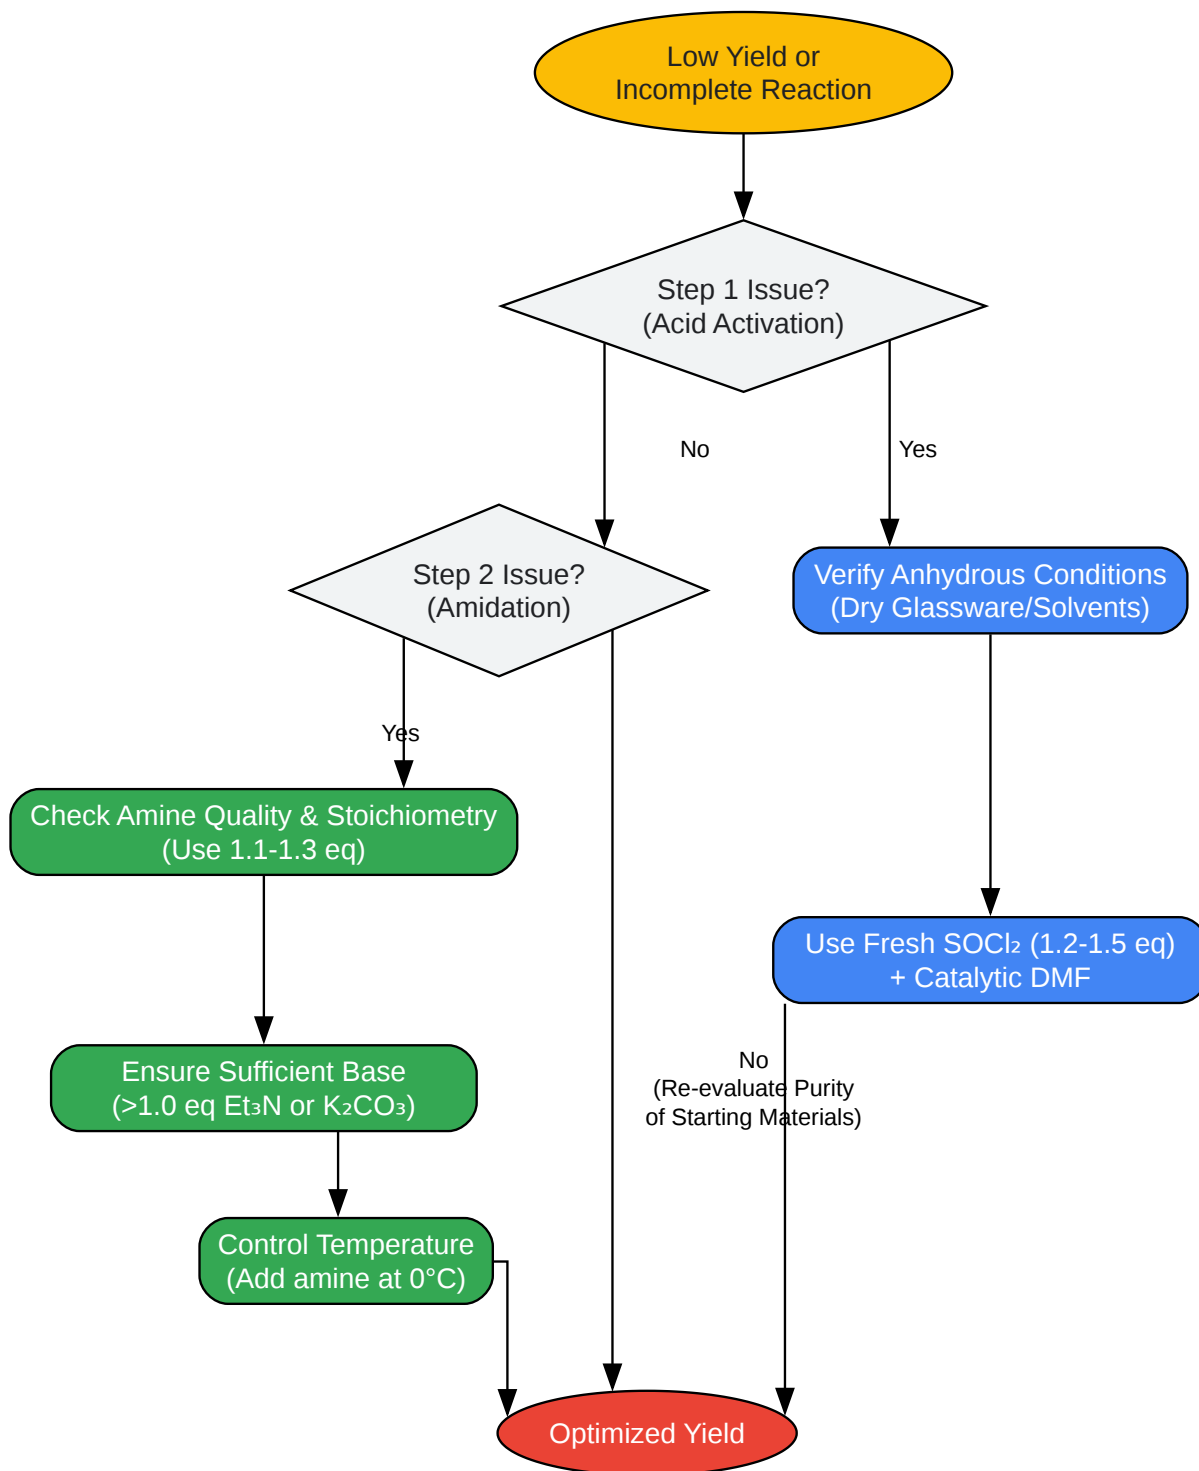 Low Yield or
Incomplete Reaction
Step 1 Issue?
(Acid Activation)
No
Yes
Step 2 Issue?
(Amidation)
Verify Anhydrous Conditions
(Dry Glassware/Solvents)
Yes
Check Amine Quality & Stoichiometry
(Use 1.1-1.3 eq)
Use Fresh SOCl₂ (1.2-1.5 eq)
+ Catalytic DMF
No
(Re-evaluate Purity
of Starting Materials)
Ensure Sufficient Base
(>1.0 eq Et₃N or K₂CO₃)
Control Temperature
(Add amine at 0°C)
Optimized Yield